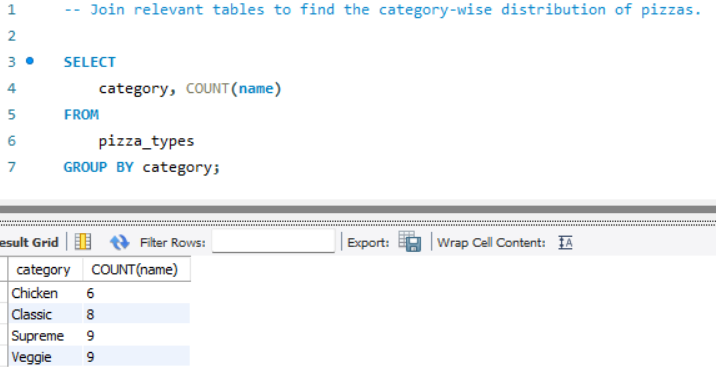 1 -- Join relevant tables to find the category-wise distribution of pizzas.
2
3 SELECT
4 category, COUNT(name)
5 FROM
6 pizza_types
7 GROUP BY category;
esult Grid Filter Rows: Export: Wrap Cell Content:
category COUNT(name)
Chicken 6
Classic 8
Supreme 9
Veggie 9